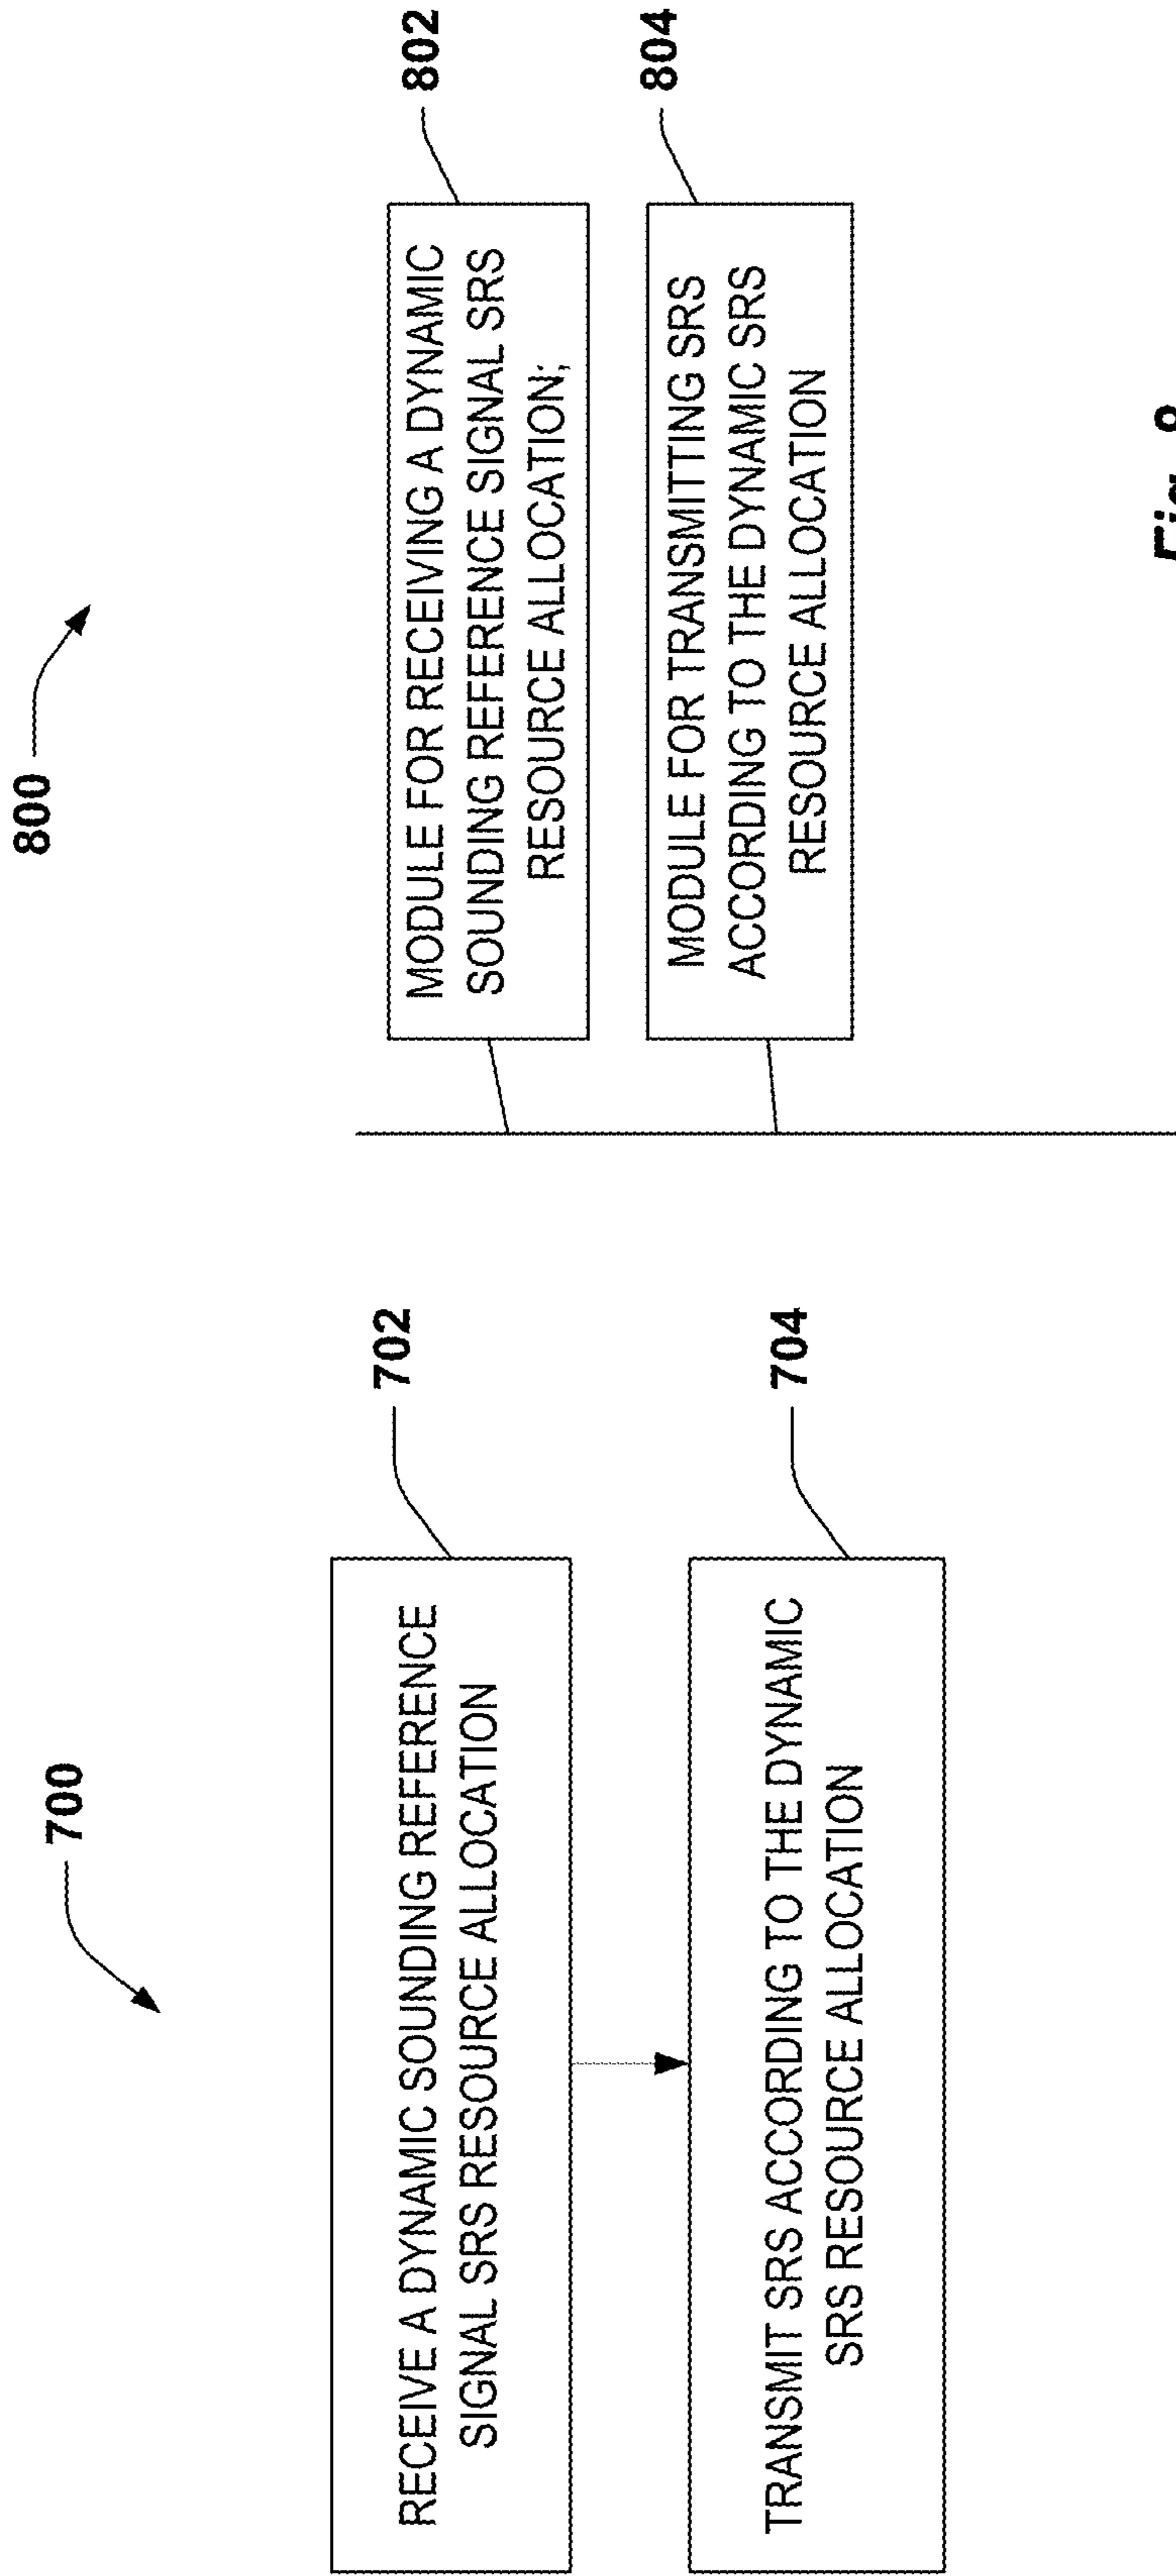 700
RECEIVE A DYNAMIC SOUNDING REFERENCE
SIGNAL SRS RESOURCE ALLOCATION
702
TRANSMIT SRS ACCORDING TO THE DYNAMIC
SRS RESOURCE ALLOCATION
704
800
MODULE FOR RECEIVING A DYNAMIC
SOUNDING REFERENCE SIGNAL SRS
RESOURCE ALLOCATION;
802
MODULE FOR TRANSMITTING SRS
ACCORDING TO THE DYNAMIC SRS
RESOURCE ALLOCATION
804
Fig. 8